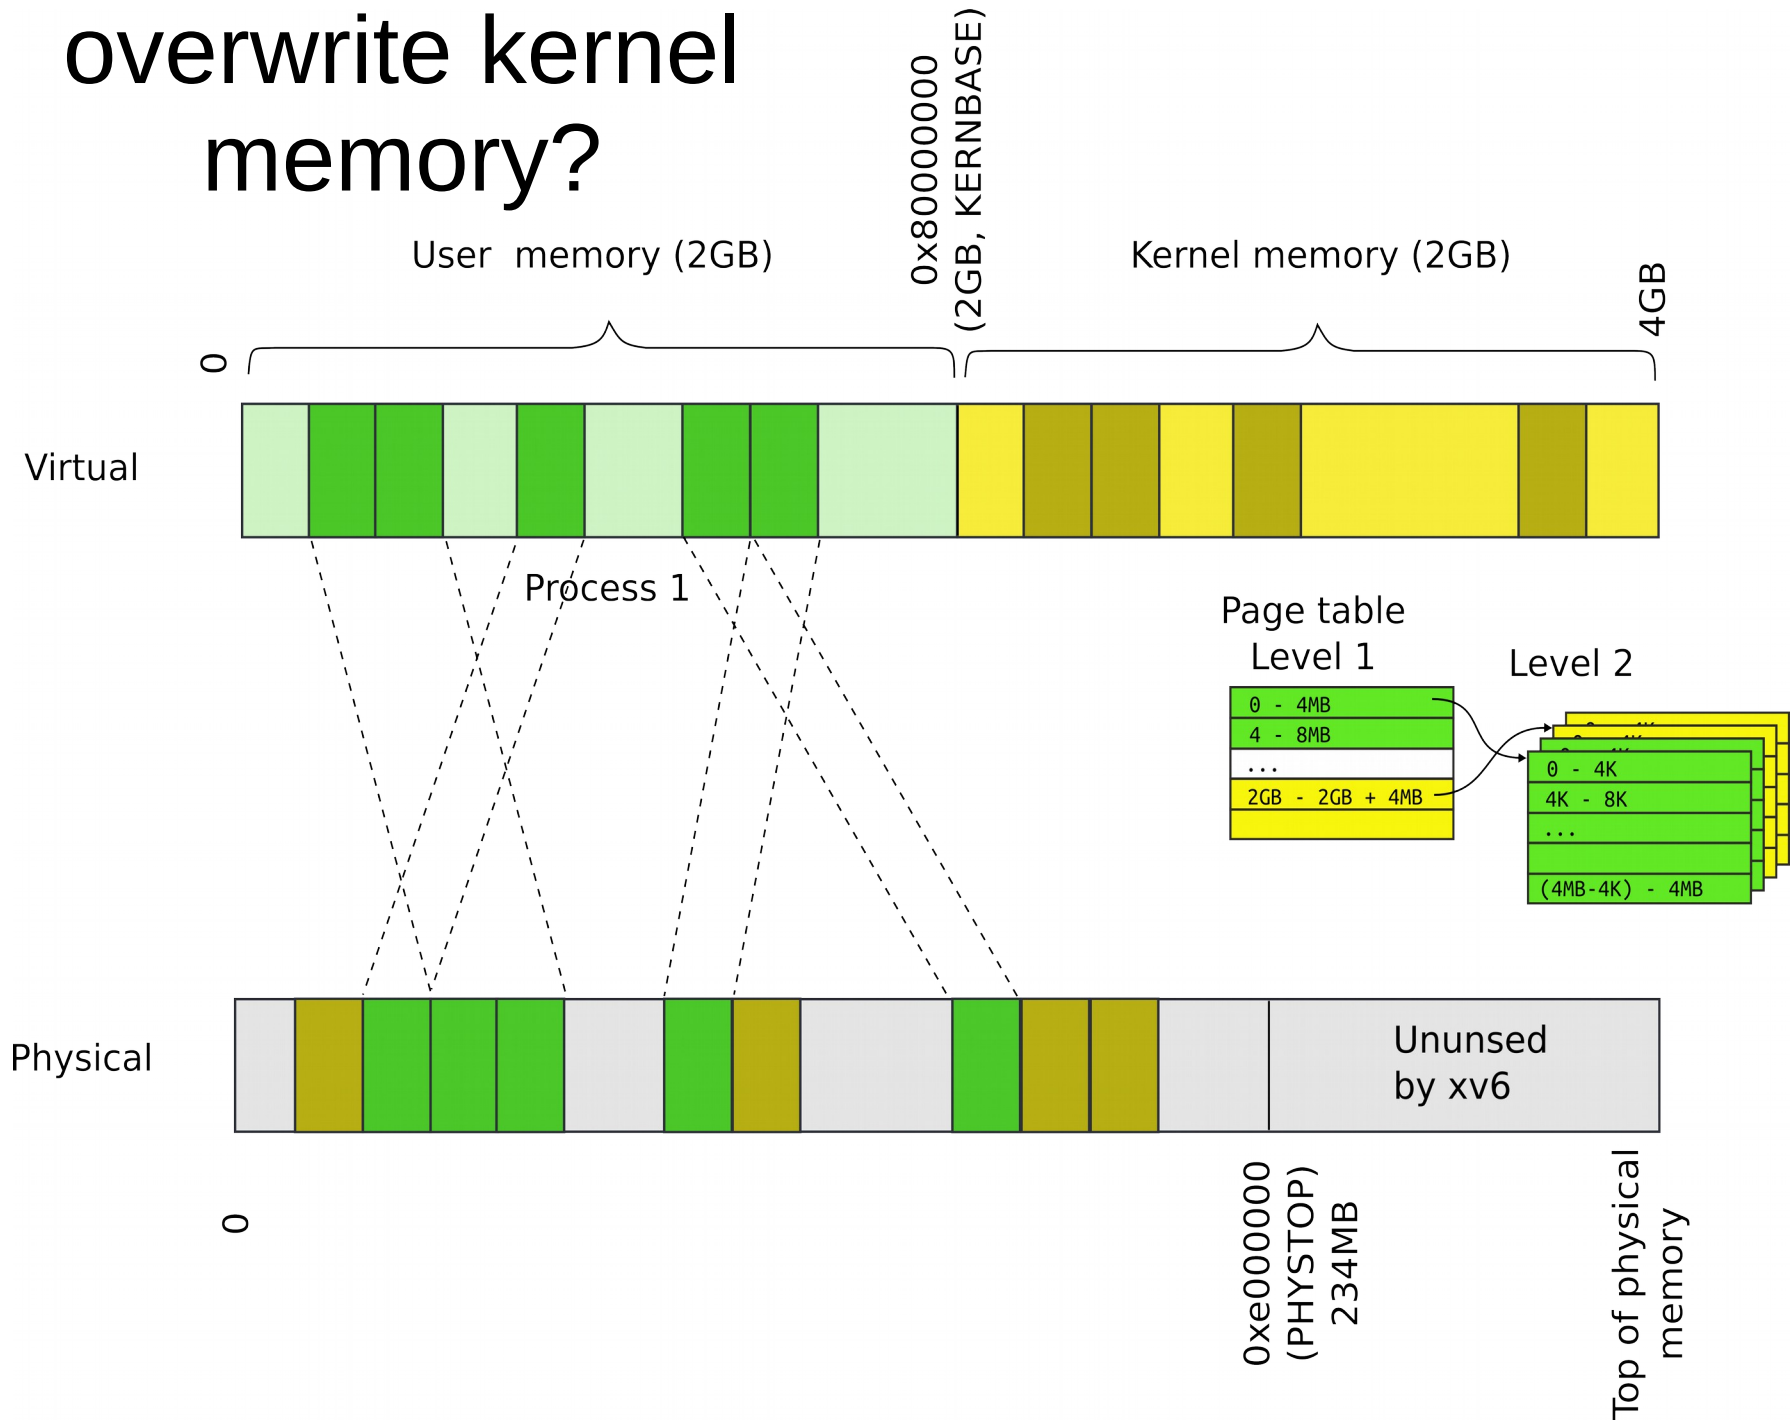 overwrite kernel
memory?
0x80000000
(2GB, KERNBASE)
User  memory (2GB)
Kernel memory (2GB)
4GB
0
Virtual
Process 1
Page table
Level 1
Level 2
0 - 4MB
4 - 8MB
...
2GB - 2GB + 4MB
0 - 4K
4K - 8K
...
(4MB-4K) - 4MB
Physical
Ununsed
by xv6
0
0xe000000
(PHYSTOP)
234MB
Top of physical
memory